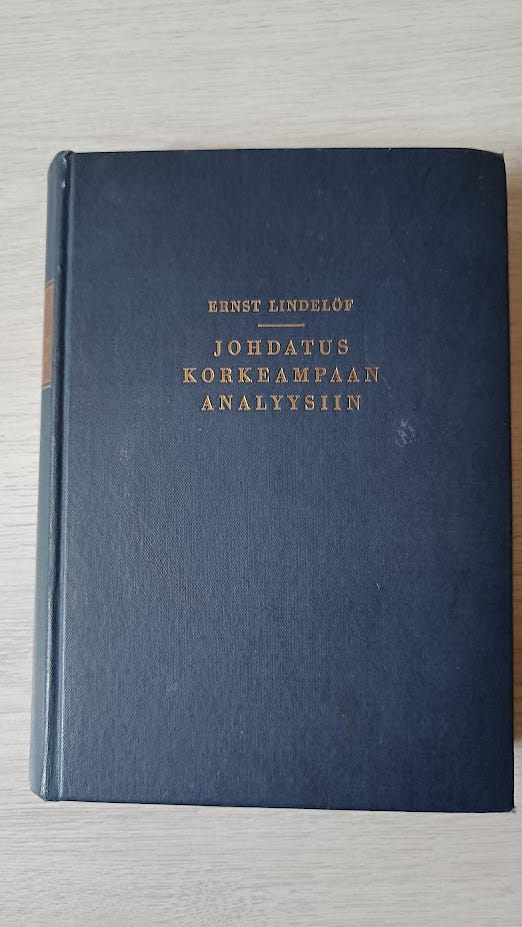 ERNST LINDELÖF
JOHDATUS
KORKEAMPAAN
ANALYYSIIN